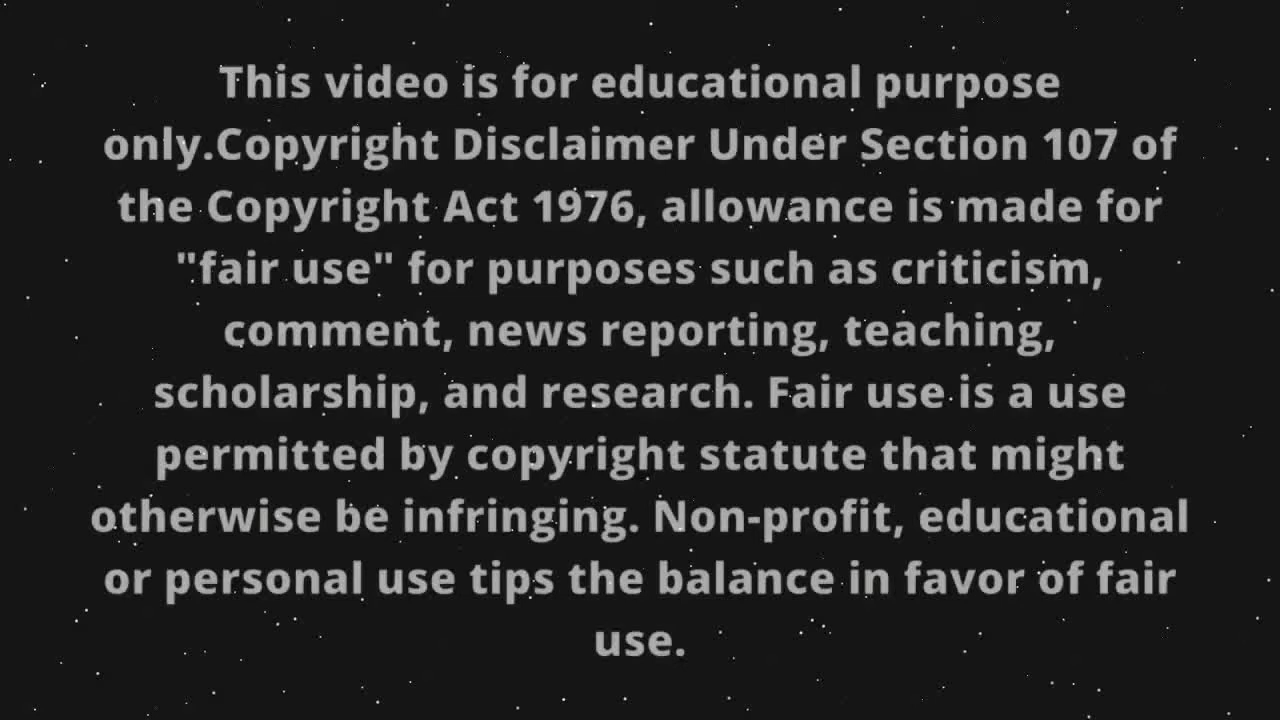 This video is for educational purpose
only.Copyright Disclaimer Under Section 107 of
the Copyright Act 1976, allowance is made for
"fair use" for purposes such as criticism,
comment, news reporting, teaching,
scholarship, and research. Fair use is a use
permitted by copyright statute that might
otherwise be infringing. Non-profit, educational
or personal use tips the balance in favor of fair
use.